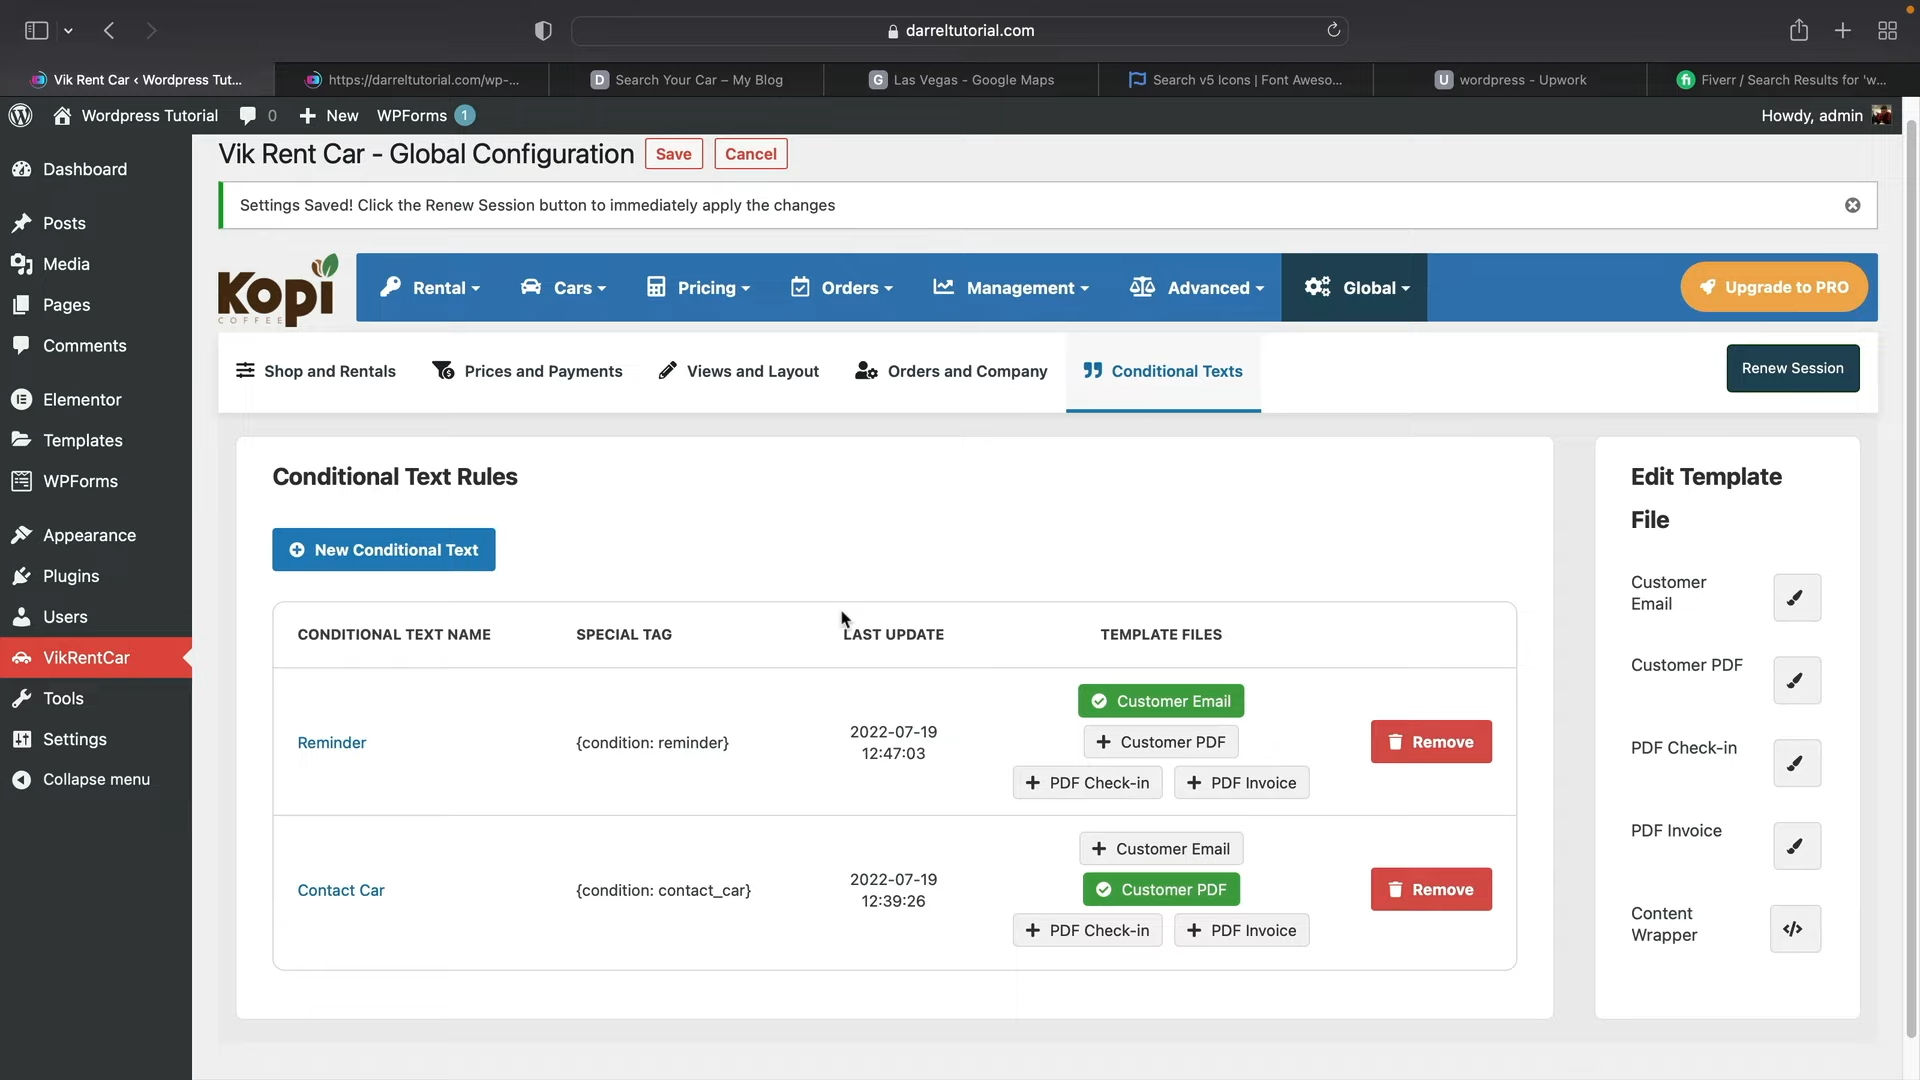 darreltutorial.com
Vik Rent Car ‹ Wordpress Tut...
https://darreltutorial.com/wp-...
D Search Your Car – My Blog
G Las Vegas - Google Maps
Search v5 Icons | Font Aweso...
U wordpress - Upwork
fi Fiverr / Search Results for 'w...
Wordpress Tutorial 0 New WPForms 1 Howdy, admin
Vik Rent Car - Global Configuration Save Cancel
Settings Saved! Click the Renew Session button to immediately apply the changes
Dashboard
Posts
Media
Pages
Comments
Elementor
Templates
WPForms
Appearance
Plugins
Users
VikRentCar
Tools
Settings
Collapse menu
Kopi
COFFEE
Rental Cars Pricing Orders Management Advanced Global Upgrade to PRO
Shop and Rentals Prices and Payments Views and Layout Orders and Company Conditional Texts Renew Session
Conditional Text Rules
New Conditional Text
CONDITIONAL TEXT NAME SPECIAL TAG LAST UPDATE TEMPLATE FILES
Reminder {condition: reminder} 2022-07-19
12:47:03
Customer Email
Customer PDF
PDF Check-in PDF Invoice
Remove
Contact Car {condition: contact_car} 2022-07-19
12:39:26
Customer Email
Customer PDF
PDF Check-in PDF Invoice
Remove
Edit Template
File
Customer
Email
Customer PDF
PDF Check-in
PDF Invoice
Content
Wrapper